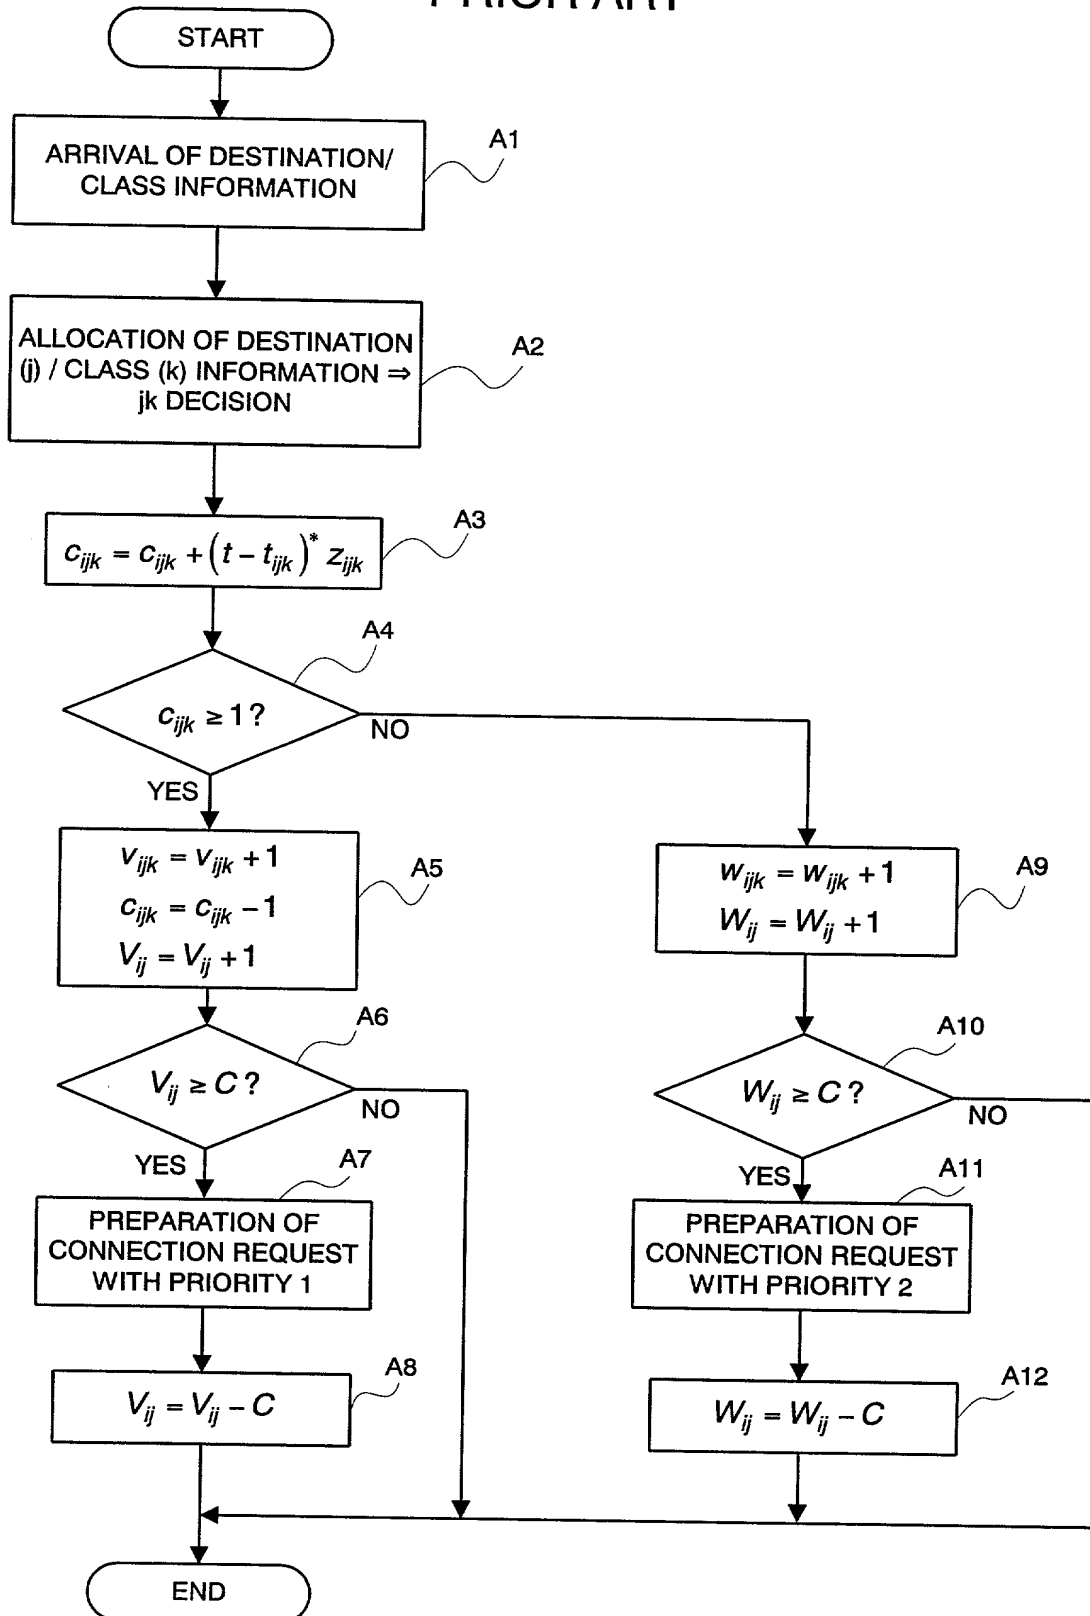 PRIOR ART
START
ARRIVAL OF DESTINATION/
CLASS INFORMATION
A1
ALLOCATION OF DESTINATION
(j) / CLASS (k) INFORMATION ⇒
jk DECISION
A2
c_ijk = c_ijk + (t − t_ijk)* z_ijk
A3
A4
c_ijk ≥ 1 ?
NO
YES
v_ijk = v_ijk + 1
c_ijk = c_ijk − 1
V_ij = V_ij + 1
A5
w_ijk = w_ijk + 1
W_ij = W_ij + 1
A9
A6
V_ij ≥ C ?
NO
YES
A10
W_ij ≥ C ?
NO
YES
A7
PREPARATION OF
CONNECTION REQUEST
WITH PRIORITY 1
A11
PREPARATION OF
CONNECTION REQUEST
WITH PRIORITY 2
A8
V_ij = V_ij − C
A12
W_ij = W_ij − C
END